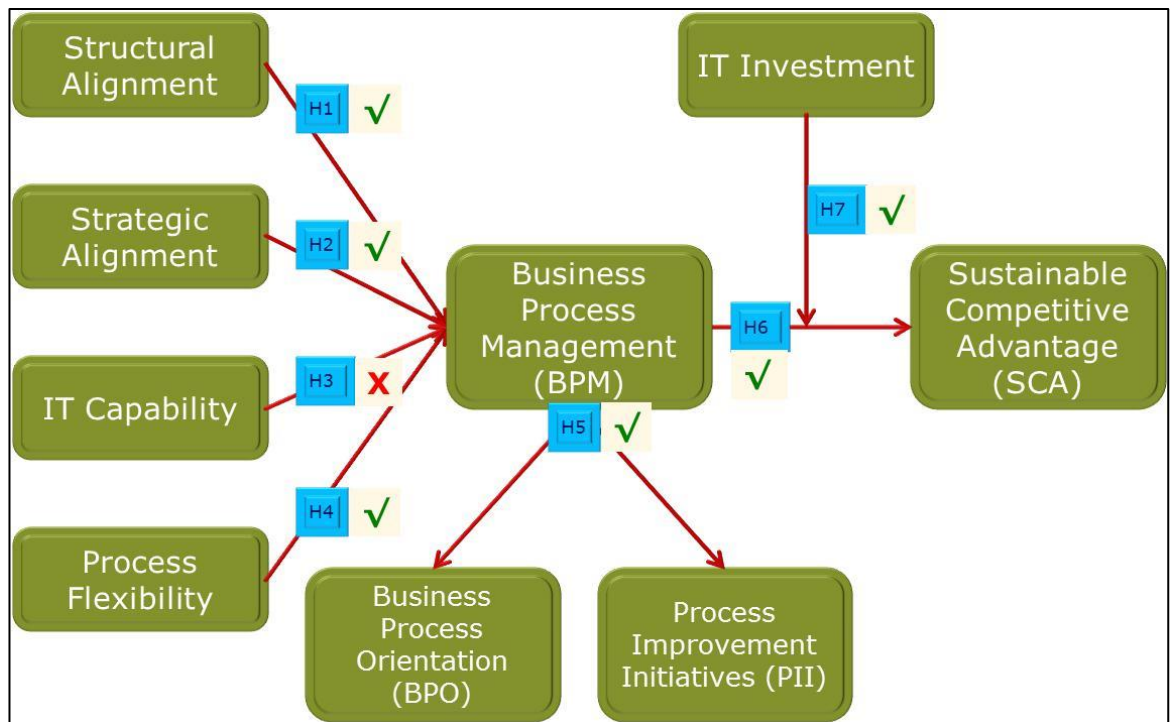 Structural
Alignment
IT Investment
H1 √
Strategic
Alignment
H2 √
H7 √
Business
Process
Management
(BPM)
H6
√
Sustainable
Competitive
Advantage
(SCA)
IT Capability
H3 X
H5 √
Process
Flexibility
H4 √
Business
Process
Orientation
(BPO)
Process
Improvement
Initiatives (PII)